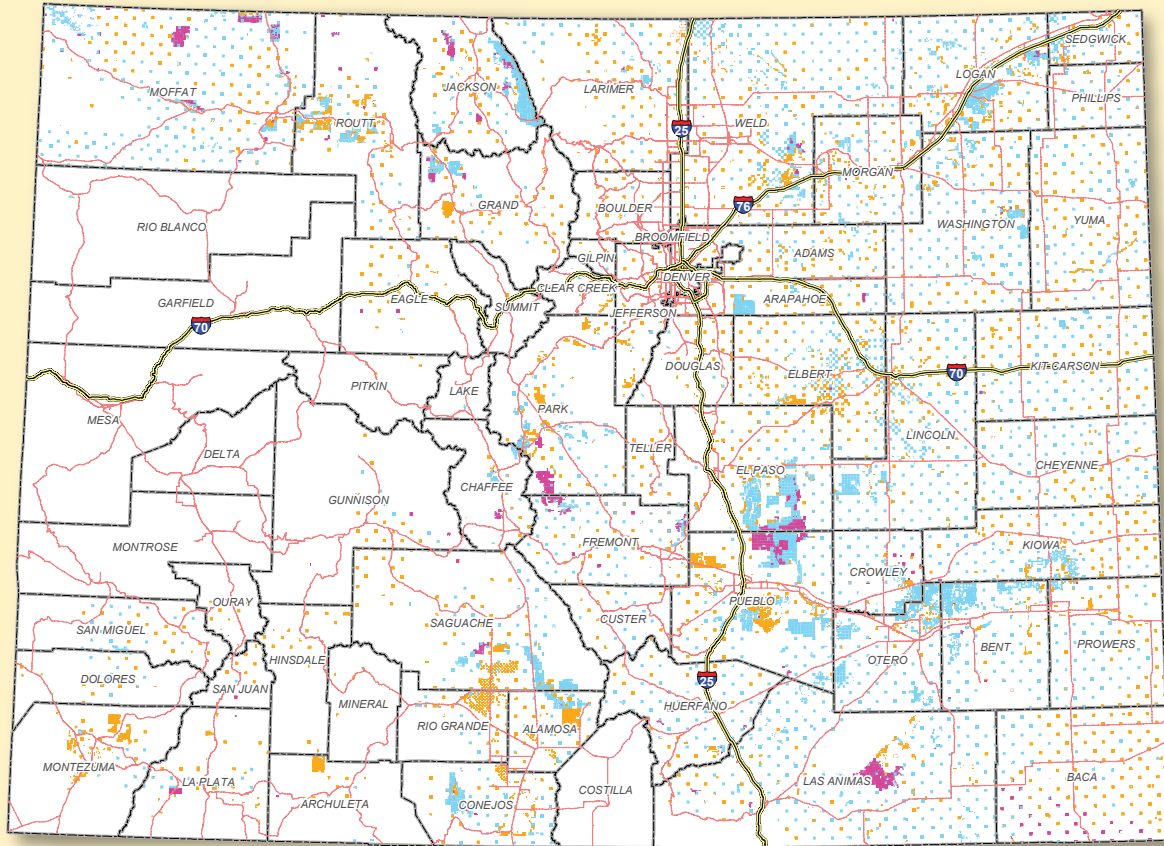 SEDGWICK
LOGAN
JACKSON
LARIMER
MOFFAT
PHILLIPS
ROUTT
25
WELD
MORGAN
76
GRAND
BOULDER
YUMA
WASHINGTON
RIO BLANCO
BROOMFIELD
ADAMS
GILPIN
DENVER
CLEAR CREEK
EAGLE
ARAPAHOE
GARFIELD
SUMMIT
JEFFERSON
70
DOUGLAS
KIT CARSON
70
ELBERT
PITKIN
LAKE
PARK
MESA
LINCOLN
TELLER
DELTA
CHEYENNE
EL PASO
CHAFFEE
GUNNISON
FREMONT
KIOWA
MONTROSE
CROWLEY
OURAY
PUEBLO
CUSTER
SAGUACHE
SAN MIGUEL
PROWERS
BENT
HINSDALE
OTERO
DOLORES
25
SAN JUAN
MINERAL
HUERFANO
RIO GRANDE
ALAMOSA
MONTEZUMA
BACA
LA PLATA
LAS ANIMAS
COSTILLA
ARCHULETA
CONEJOS